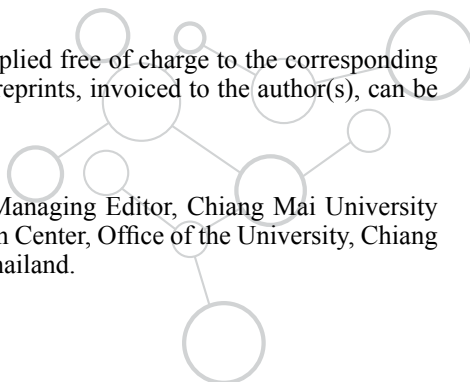 plied free of charge to the corresponding
reprints, invoiced to the author(s), can be
Managing Editor, Chiang Mai University
Center, Office of the University, Chiang